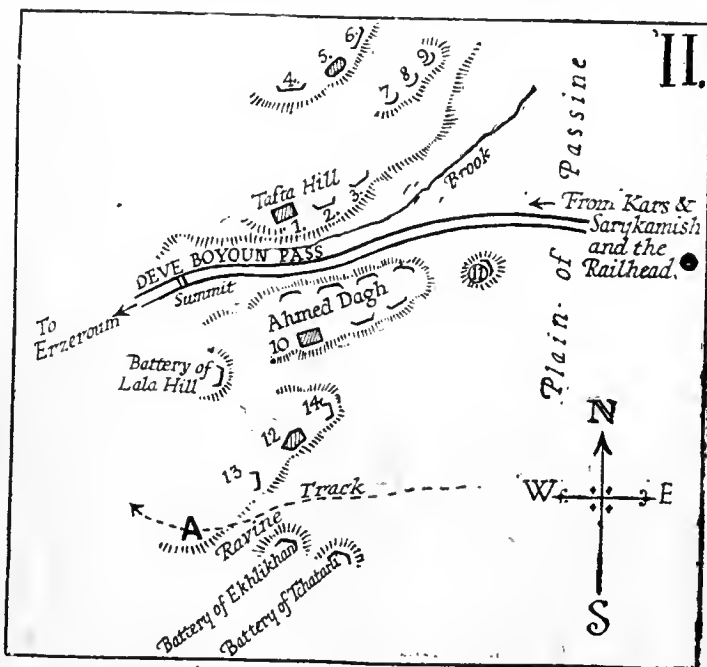 II.
6.
5.
4.
9
8
7
Plain of Passine
Tafta Hill
1.
2.
3.
Brook
← From Kars &
Sarykamish
and the
Railhead.
DEVE BOYOUN PASS
Summit
To
Erzeroum
11
Ahmed Dagh
10
Battery of
Lala Hill
14
12
13
Track
A
Ravine
Battery of Ekhlikhan
Battery of Tchatarli
N
W
E
S